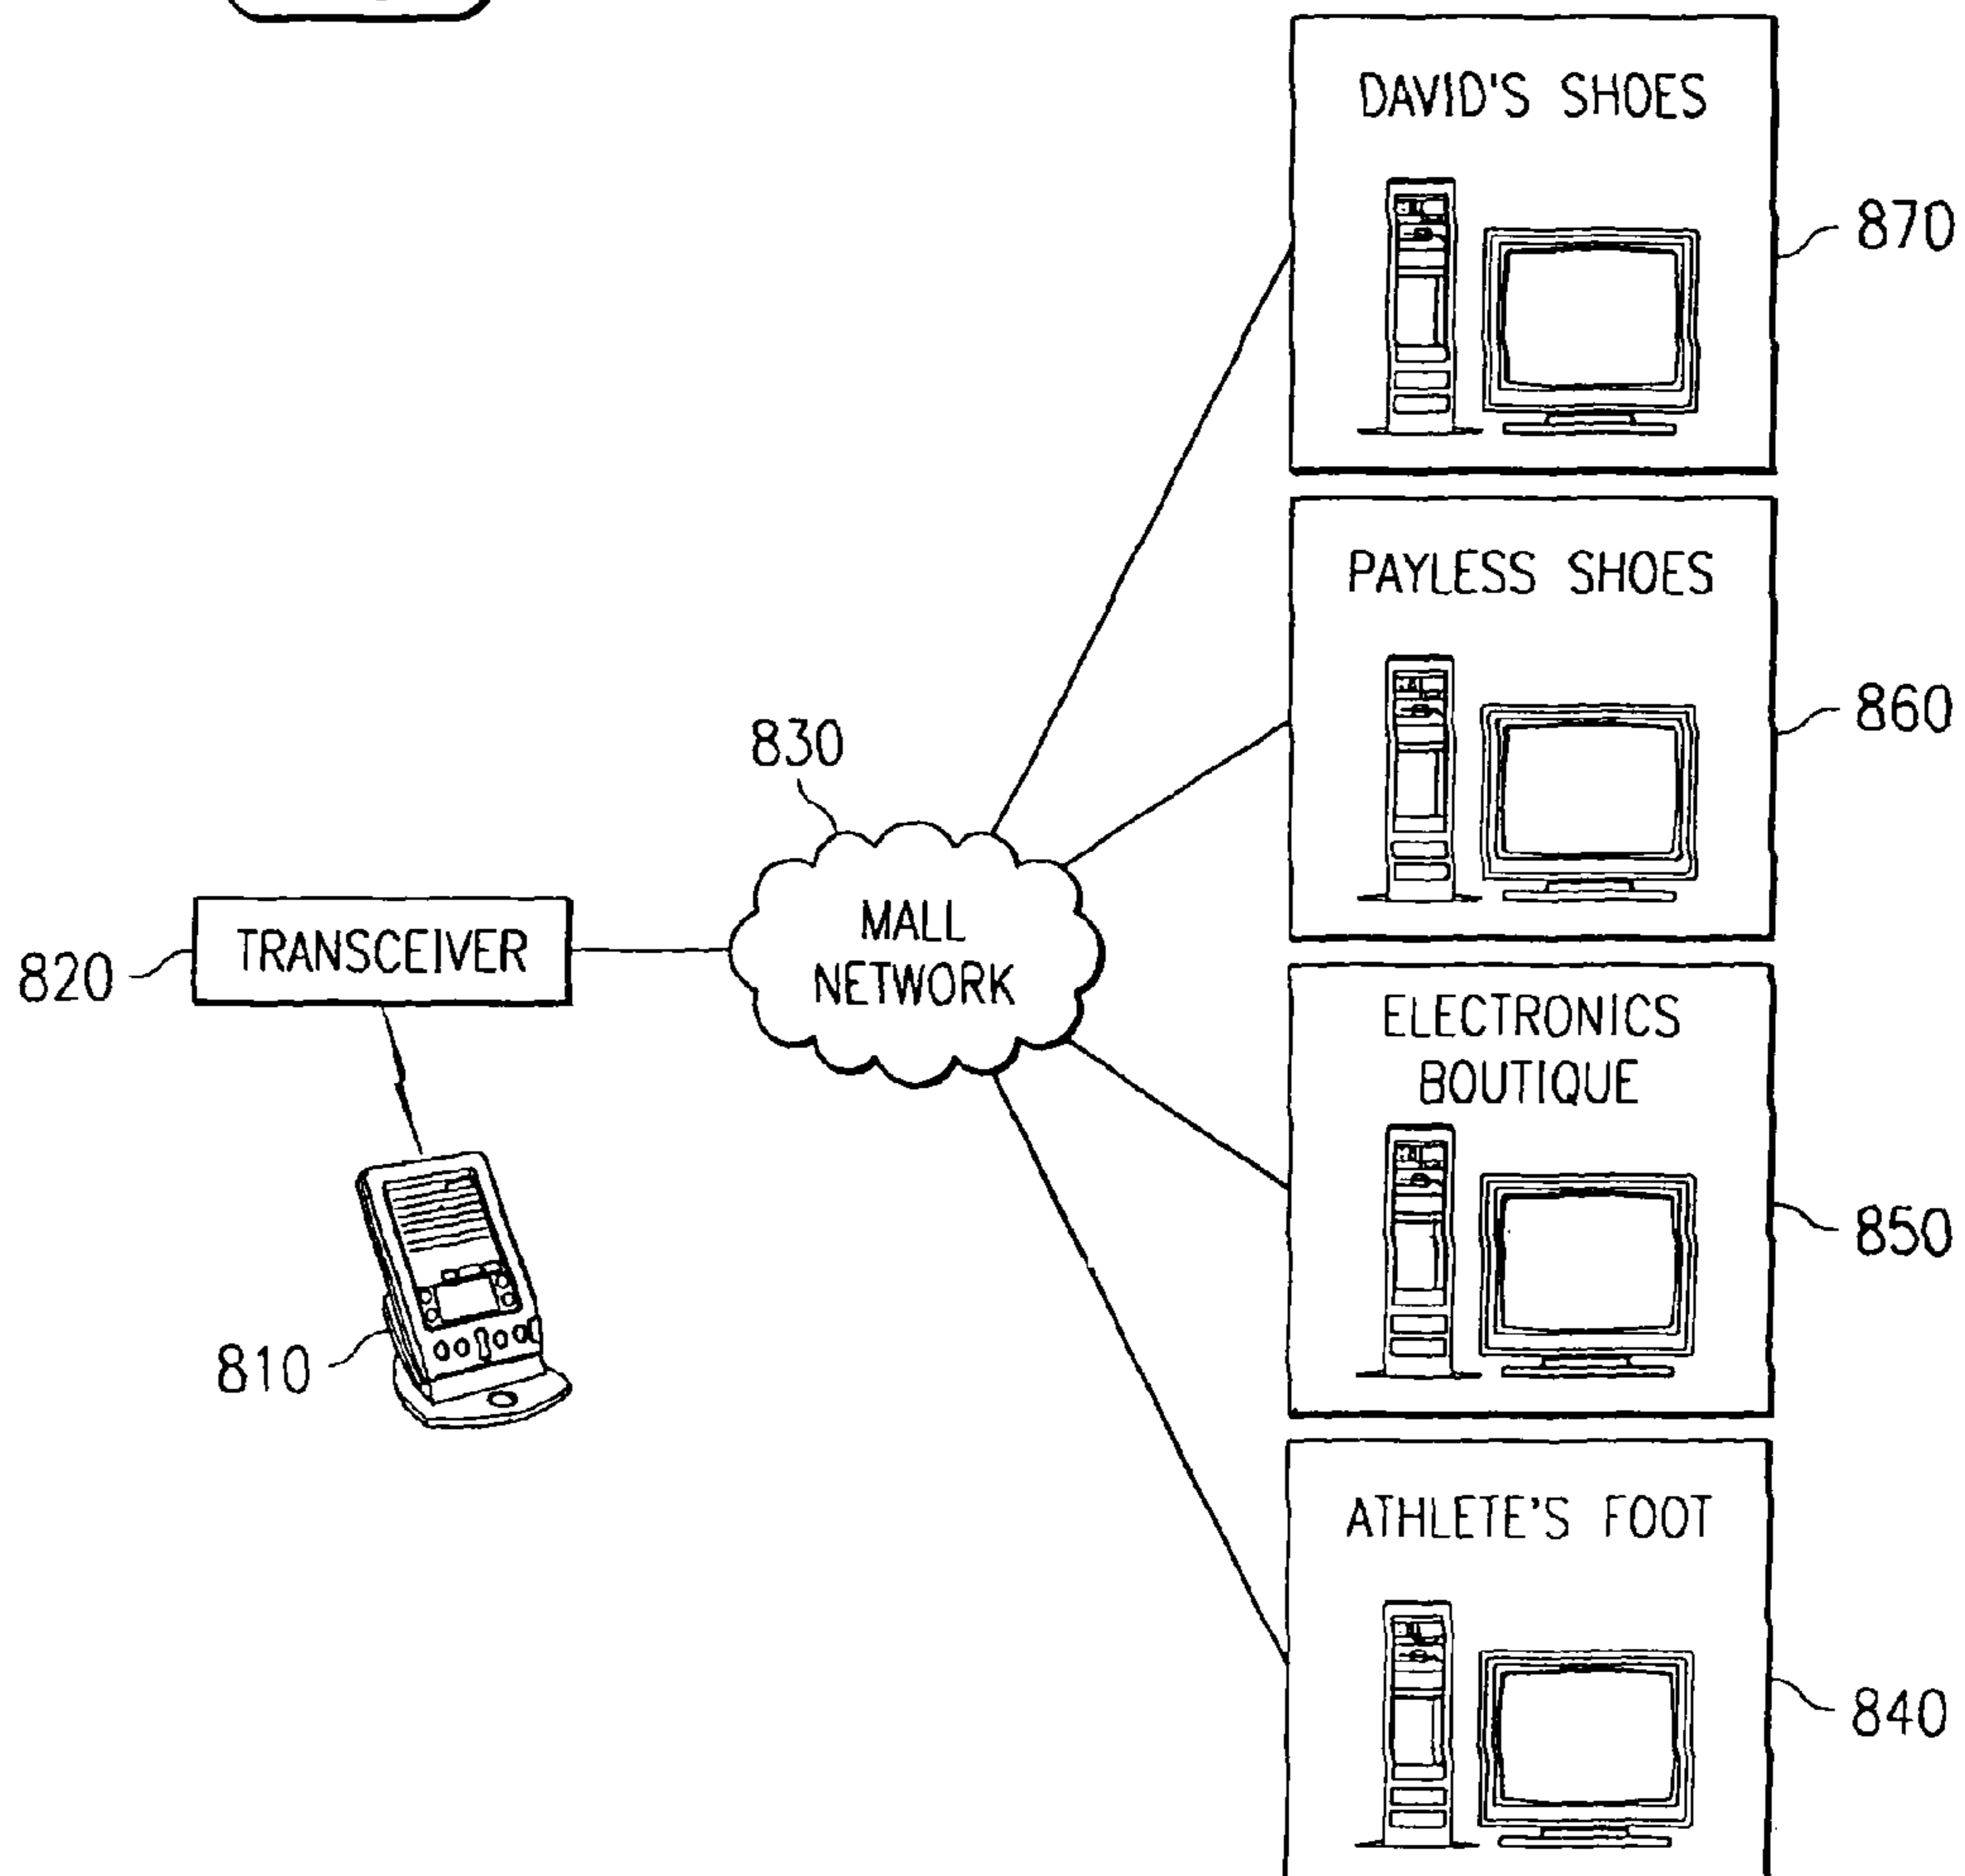 DAVID'S SHOES
870
PAYLESS SHOES
860
830
MALL
NETWORK
TRANSCEIVER
820
ELECTRONICS
BOUTIQUE
850
810
ATHLETE'S FOOT
840